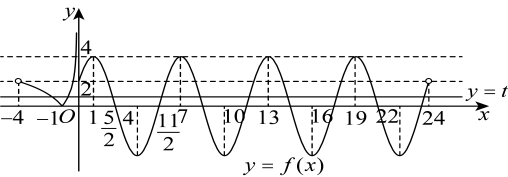 y
4
2
y = t
−4 −1 O 1 5/2 4 11/2 7 10 13 16 19 22 24 x
y = f(x)